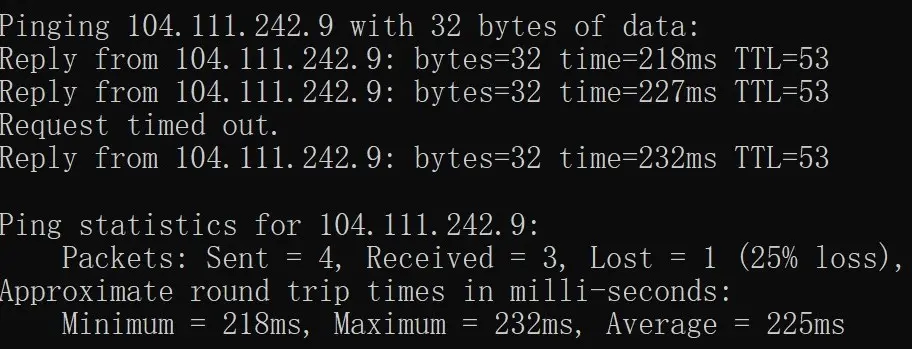 Pinging 104.111.242.9 with 32 bytes of data:
Reply from 104.111.242.9: bytes=32 time=218ms TTL=53
Reply from 104.111.242.9: bytes=32 time=227ms TTL=53
Request timed out.
Reply from 104.111.242.9: bytes=32 time=232ms TTL=53

Ping statistics for 104.111.242.9:
    Packets: Sent = 4, Received = 3, Lost = 1 (25% loss),
Approximate round trip times in milli-seconds:
    Minimum = 218ms, Maximum = 232ms, Average = 225ms